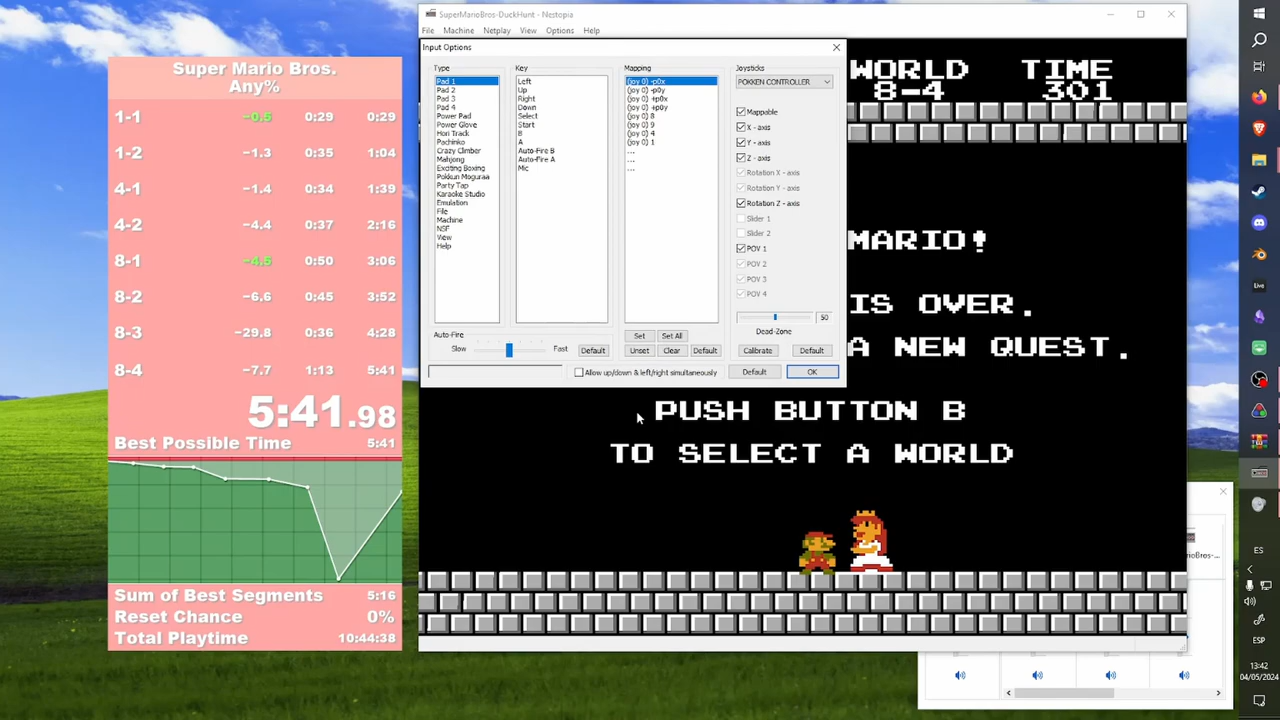 Super Mario Bros.
Any%
1-1 −0.5 0:29 0:29
1-2 −1.3 0:35 1:04
4-1 −1.4 0:34 1:39
4-2 −4.4 0:37 2:16
8-1 −4.5 0:50 3:06
8-2 −6.6 0:45 3:52
8-3 −29.8 0:36 4:28
8-4 −7.7 1:13 5:41
5:41.98
Best Possible Time 5:41
Sum of Best Segments 5:16
Reset Chance 0%
Total Playtime 10:44:38
SuperMarioBros-DuckHunt - Nestopia
File Machine Netplay View Options Help
Input Options
Type
Pad 1
Pad 2
Pad 3
Pad 4
Power Pad
Power Glove
Hori Track
Pachinko
Crazy Climber
Mahjong
Exciting Boxing
Pokkun Moguraa
Party Tap
Karaoke Studio
Emulation
File
Machine
NSF
View
Help
Key
Left
Up
Right
Down
Select
Start
B
A
Auto-Fire B
Auto-Fire A
Mic
Mapping
(joy 0) -p0x
(joy 0) -p0y
(joy 0) +p0x
(joy 0) +p0y
(joy 0) 8
(joy 0) 9
(joy 0) 4
(joy 0) 1
...
...
...
Joysticks
POKKEN CONTROLLER
Mappable
X - axis
Y - axis
Z - axis
Rotation X - axis
Rotation Y - axis
Rotation Z - axis
Slider 1
Slider 2
POV 1
POV 2
POV 3
POV 4
50
Dead-Zone
Calibrate Default
Set Set All
Unset Clear Default
Auto-Fire
Slow Fast Default
Allow up/down & left/right simultaneously
Default OK
WORLD TIME
8-4 301
MARIO!
IS OVER.
A NEW QUEST.
PUSH BUTTON B
TO SELECT A WORLD
Live
ES
ESP
13:42
04/05/2024